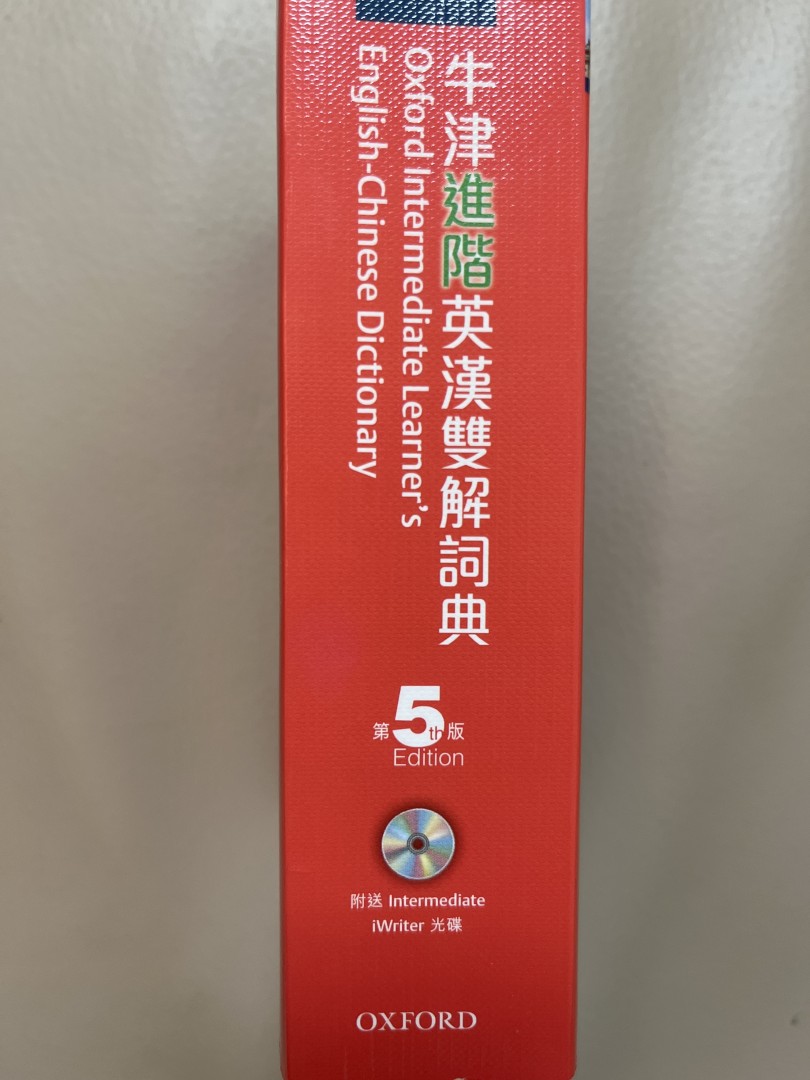 牛津進階英漢雙解詞典
Oxford Intermediate Learner's
English-Chinese Dictionary
第5th版
Edition
附送 Intermediate
iWriter 光碟
OXFORD